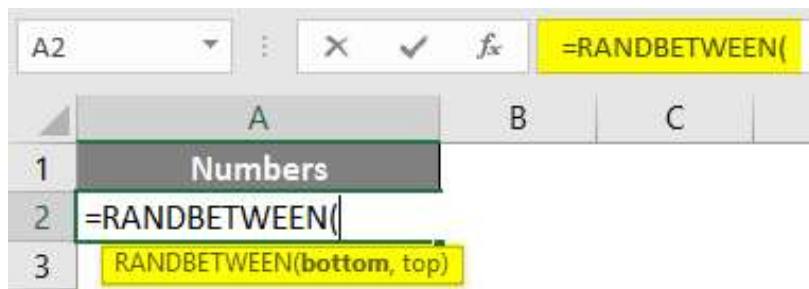 A2 fx =RANDBETWEEN(
A B C
1 Numbers
2 =RANDBETWEEN(
3 RANDBETWEEN(bottom, top)